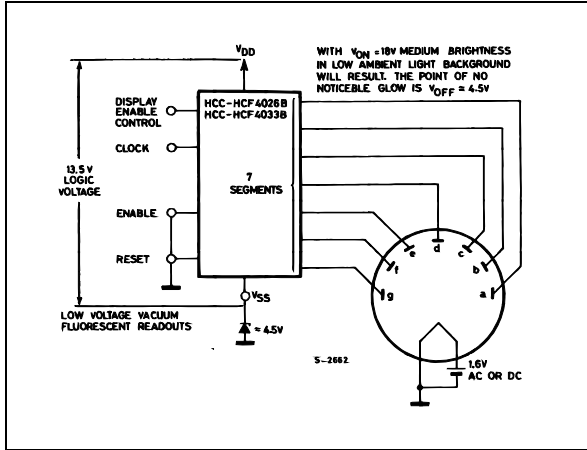 VDD
WITH VON = 18V MEDIUM BRIGHTNESS
IN LOW AMBIENT LIGHT BACKGROUND
WILL RESULT. THE POINT OF NO
NOTICEBLE GLOW IS VOFF = 4.5V
DISPLAY
ENABLE
CONTROL
HCC-HCF4026B
HCC-HCF4033B
CLOCK
13.5V
LOGIC
VOLTAGE
7
SEGMENTS
ENABLE
RESET
a
b
c
d
e
f
g
VSS
LOW VOLTAGE VACUUM
FLUORESCENT READOUTS
≈ 4.5V
S-2662
1.6V
AC OR DC